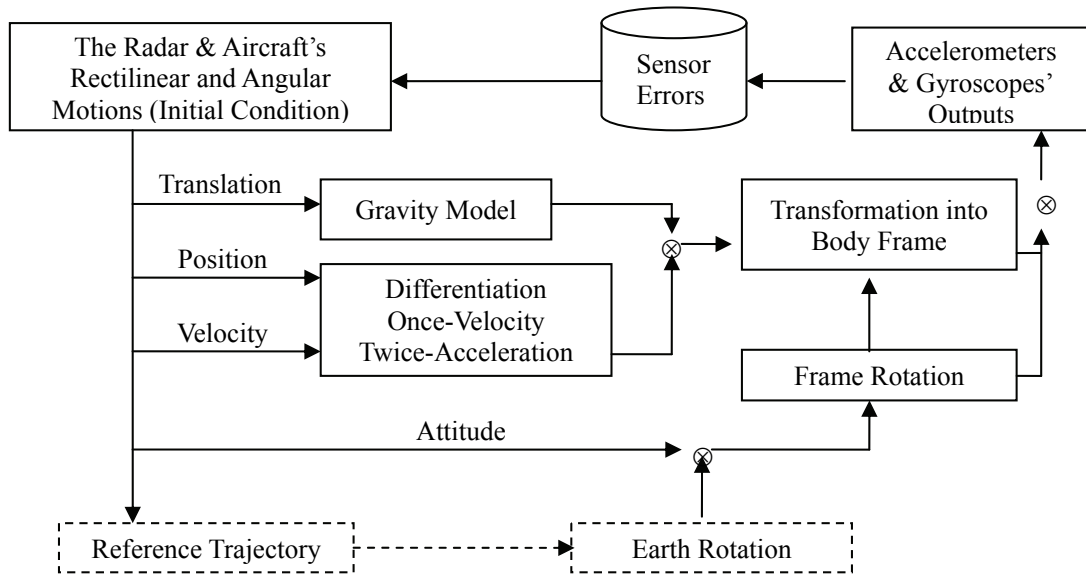 The Radar & Aircraft’s
Rectilinear and Angular
Motions (Initial Condition)
Sensor
Errors
Accelerometers
& Gyroscopes’
Outputs
Translation
Gravity Model
Transformation into
Body Frame
⊗
⊗
Position
Velocity
Differentiation
Once-Velocity
Twice-Acceleration
Frame Rotation
Attitude
⊗
Reference Trajectory
Earth Rotation